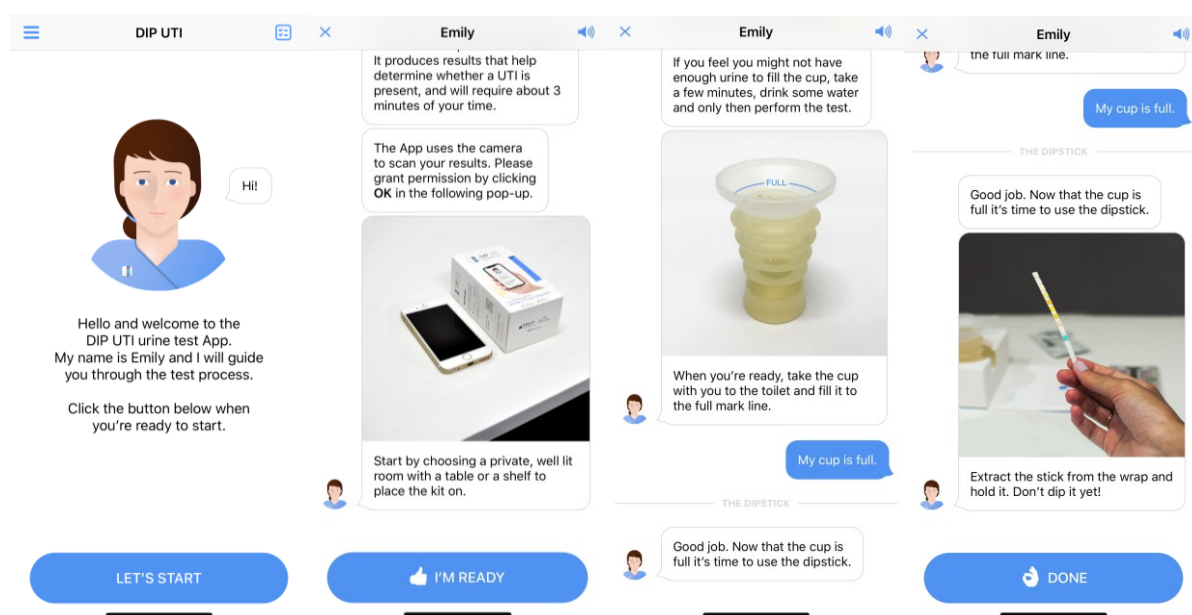 DIP UTI
Hi!
Hello and welcome to the
DIP UTI urine test App.
My name is Emily and I will guide
you through the test process.
Click the button below when
you're ready to start.
LET'S START
Emily
It produces results that help
determine whether a UTI is
present, and will require about 3
minutes of your time.
The App uses the camera
to scan your results. Please
grant permission by clicking
OK in the following pop-up.
DIP UTI
Start by choosing a private, well lit
room with a table or a shelf to
place the kit on.
I'M READY
Emily
If you feel you might not have
enough urine to fill the cup, take
a few minutes, drink some water
and only then perform the test.
FULL
When you're ready, take the cup
with you to the toilet and fill it to
the full mark line.
My cup is full.
THE DIPSTICK
Good job. Now that the cup is
full it's time to use the dipstick.
Emily
the full mark line.
My cup is full.
THE DIPSTICK
Good job. Now that the cup is
full it's time to use the dipstick.
Extract the stick from the wrap and
hold it. Don't dip it yet!
DONE